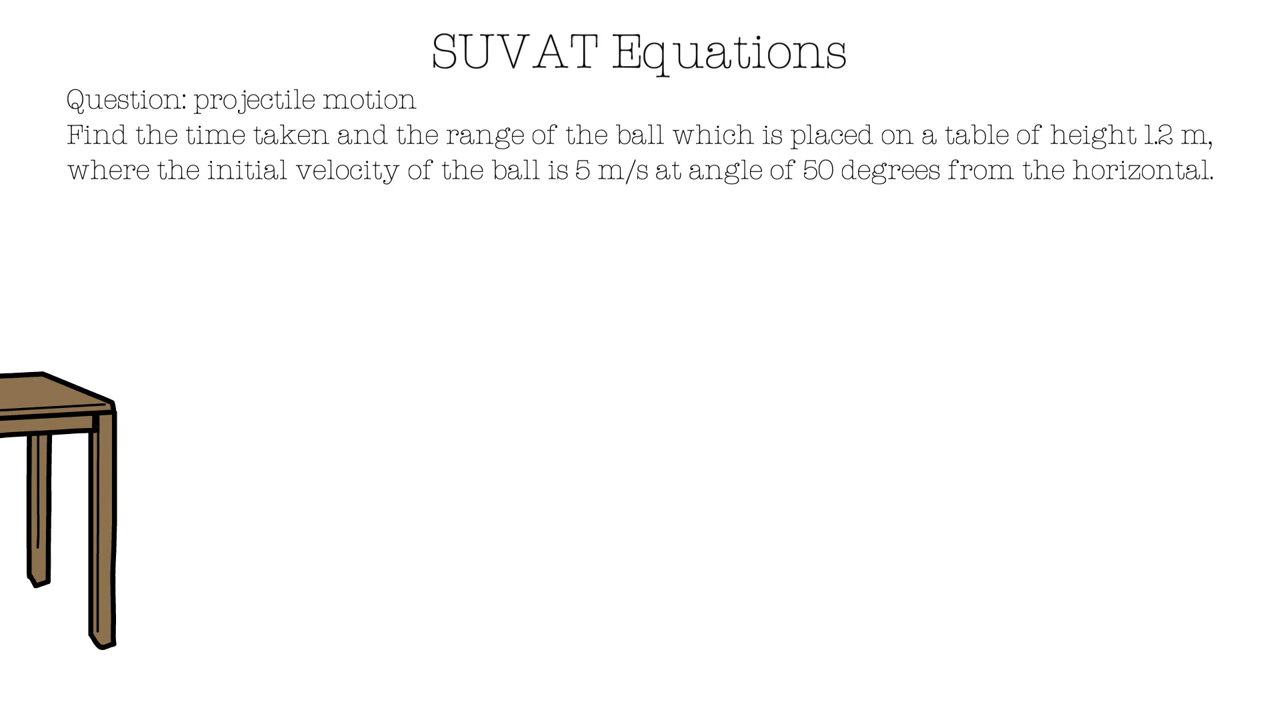 SUVAT Equations
Question: projectile motion
Find the time taken and the range of the ball which is placed on a table of height 1.2 m,
where the initial velocity of the ball is 5 m/s at angle of 50 degrees from the horizontal.